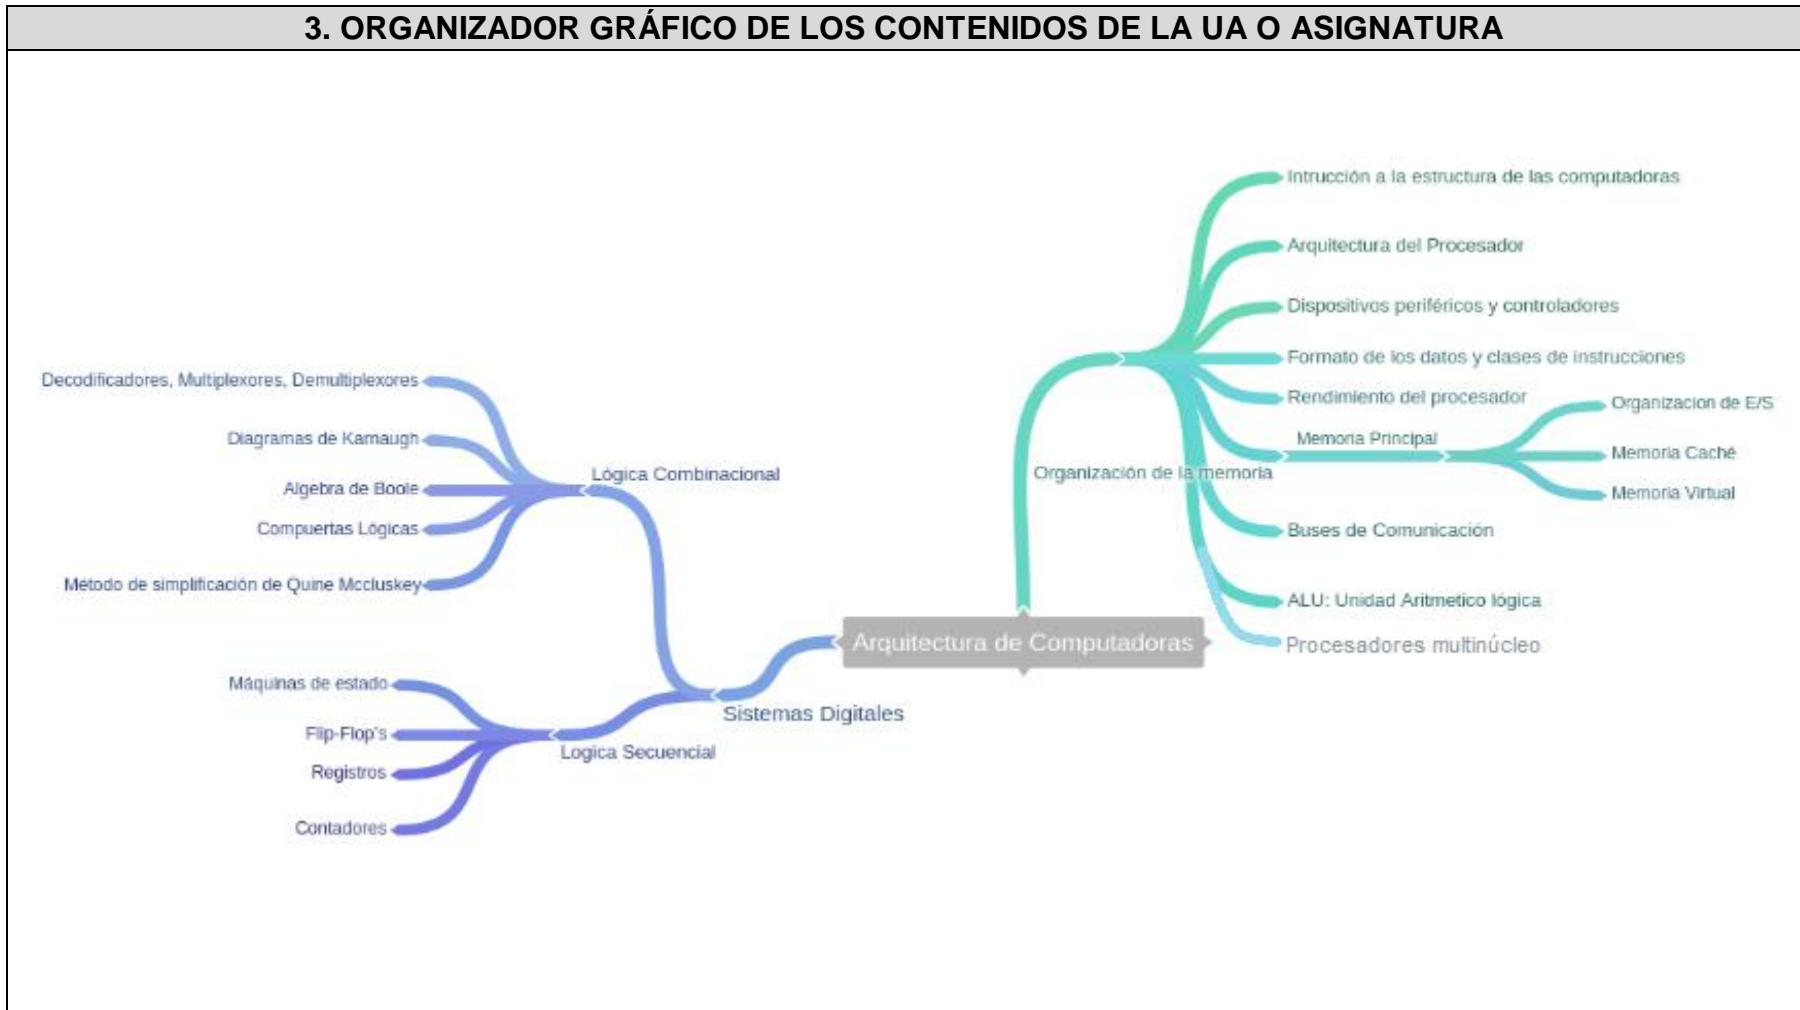 3. ORGANIZADOR GRÁFICO DE LOS CONTENIDOS DE LA UA O ASIGNATURA
Intrucción a la estructura de las computadoras
Arquitectura del Procesador
Dispositivos periféricos y controladores
Formato de los datos y clases de instrucciones
Rendimiento del procesador
Organizacion de E/S
Memoria Principal
Memoria Caché
Organización de la memoria
Memoria Virtual
Buses de Comunicación
ALU: Unidad Aritmetico lógica
Procesadores multinúcleo
Arquitectura de Computadoras
Sistemas Digitales
Lógica Combinacional
Decodificadores, Multiplexores, Demultiplexores
Diagramas de Karnaugh
Algebra de Boole
Compuertas Lógicas
Método de simplificación de Quine Mccluskey
Logica Secuencial
Máquinas de estado
Flip-Flop's
Registros
Contadores